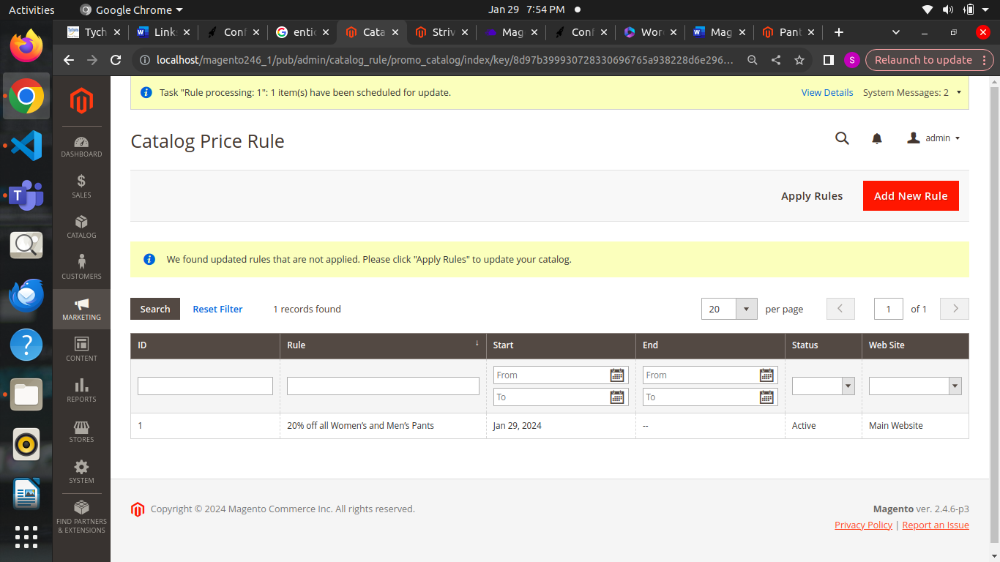 Activities Google Chrome Jan 29 7:54 PM
Tych Link Conf entic Cata Striv Mag Conf Wor Mag Pant
localhost/magento246_1/pub/admin/catalog_rule/promo_catalog/index/key/8d97b399930728330696765a938228d6e296... S Relaunch to update
Task "Rule processing: 1": 1 item(s) have been scheduled for update. View Details System Messages: 2
Catalog Price Rule admin
DASHBOARD
SALES
CATALOG
CUSTOMERS
MARKETING
CONTENT
REPORTS
STORES
SYSTEM
FIND PARTNERS
& EXTENSIONS
Apply Rules Add New Rule
We found updated rules that are not applied. Please click "Apply Rules" to update your catalog.
Search Reset Filter 1 records found 20 per page 1 of 1
ID Rule ↓ Start End Status Web Site
From From
To To
1 20% off all Women’s and Men’s Pants Jan 29, 2024 -- Active Main Website
Copyright © 2024 Magento Commerce Inc. All rights reserved. Magento ver. 2.4.6-p3
Privacy Policy | Report an Issue